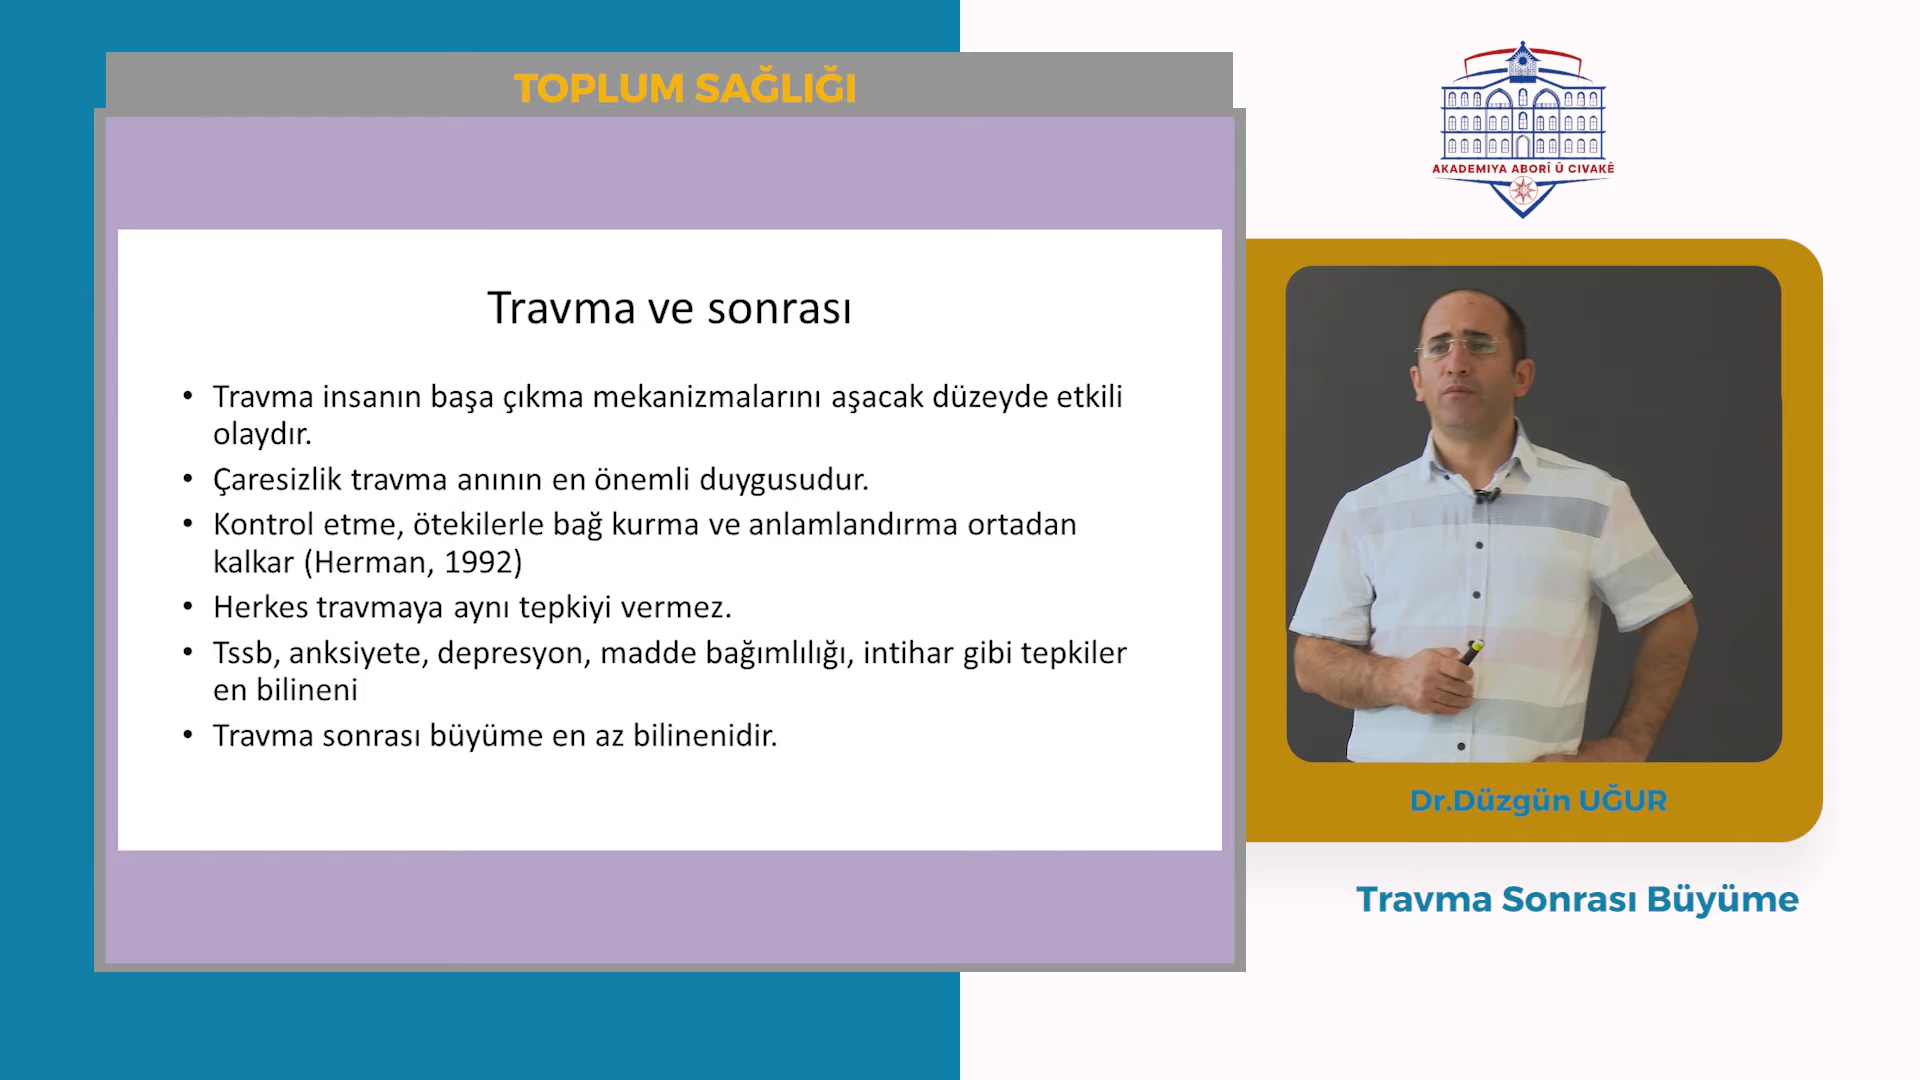 TOPLUM SAĞLIĞI
Travma ve sonrası
• Travma insanın başa çıkma mekanizmalarını aşacak düzeyde etkili
olaydır.
• Çaresizlik travma anının en önemli duygusudur.
• Kontrol etme, ötekilerle bağ kurma ve anlamlandırma ortadan
kalkar (Herman, 1992)
• Herkes travmaya aynı tepkiyi vermez.
• Tssb, anksiyete, depresyon, madde bağımlılığı, intihar gibi tepkiler
en bilineni
• Travma sonrası büyüme en az bilinenidir.
AKADEMIYA ABORÎ Û CIVAKÊ
Dr.Düzgün UĞUR
Travma Sonrası Büyüme